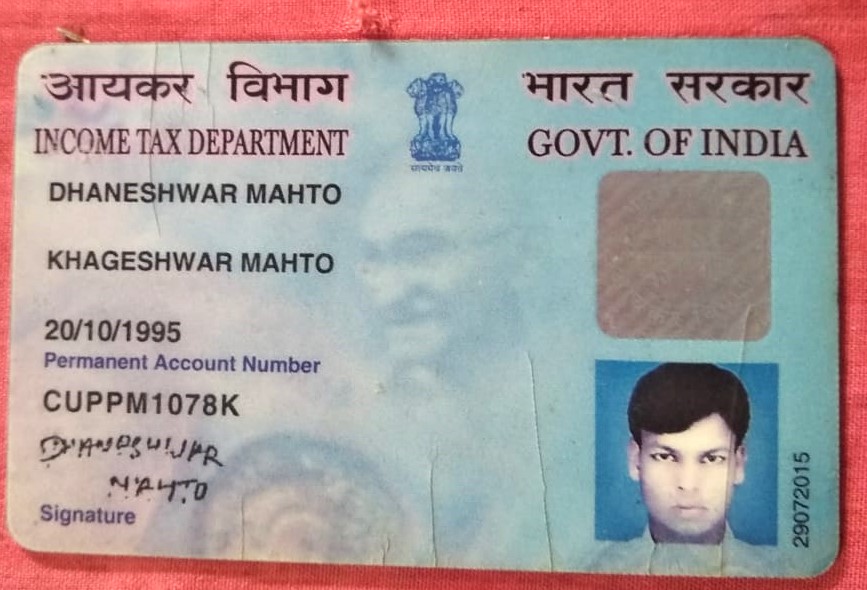 आयकर विभाग
भारत सरकार
INCOME TAX DEPARTMENT
GOVT. OF INDIA
सत्यमेव जयते
DHANESHWAR MAHTO
KHAGESHWAR MAHTO
20/10/1995
Permanent Account Number
CUPPM1078K
DHANESHWAR
MAHTO
Signature
29072015